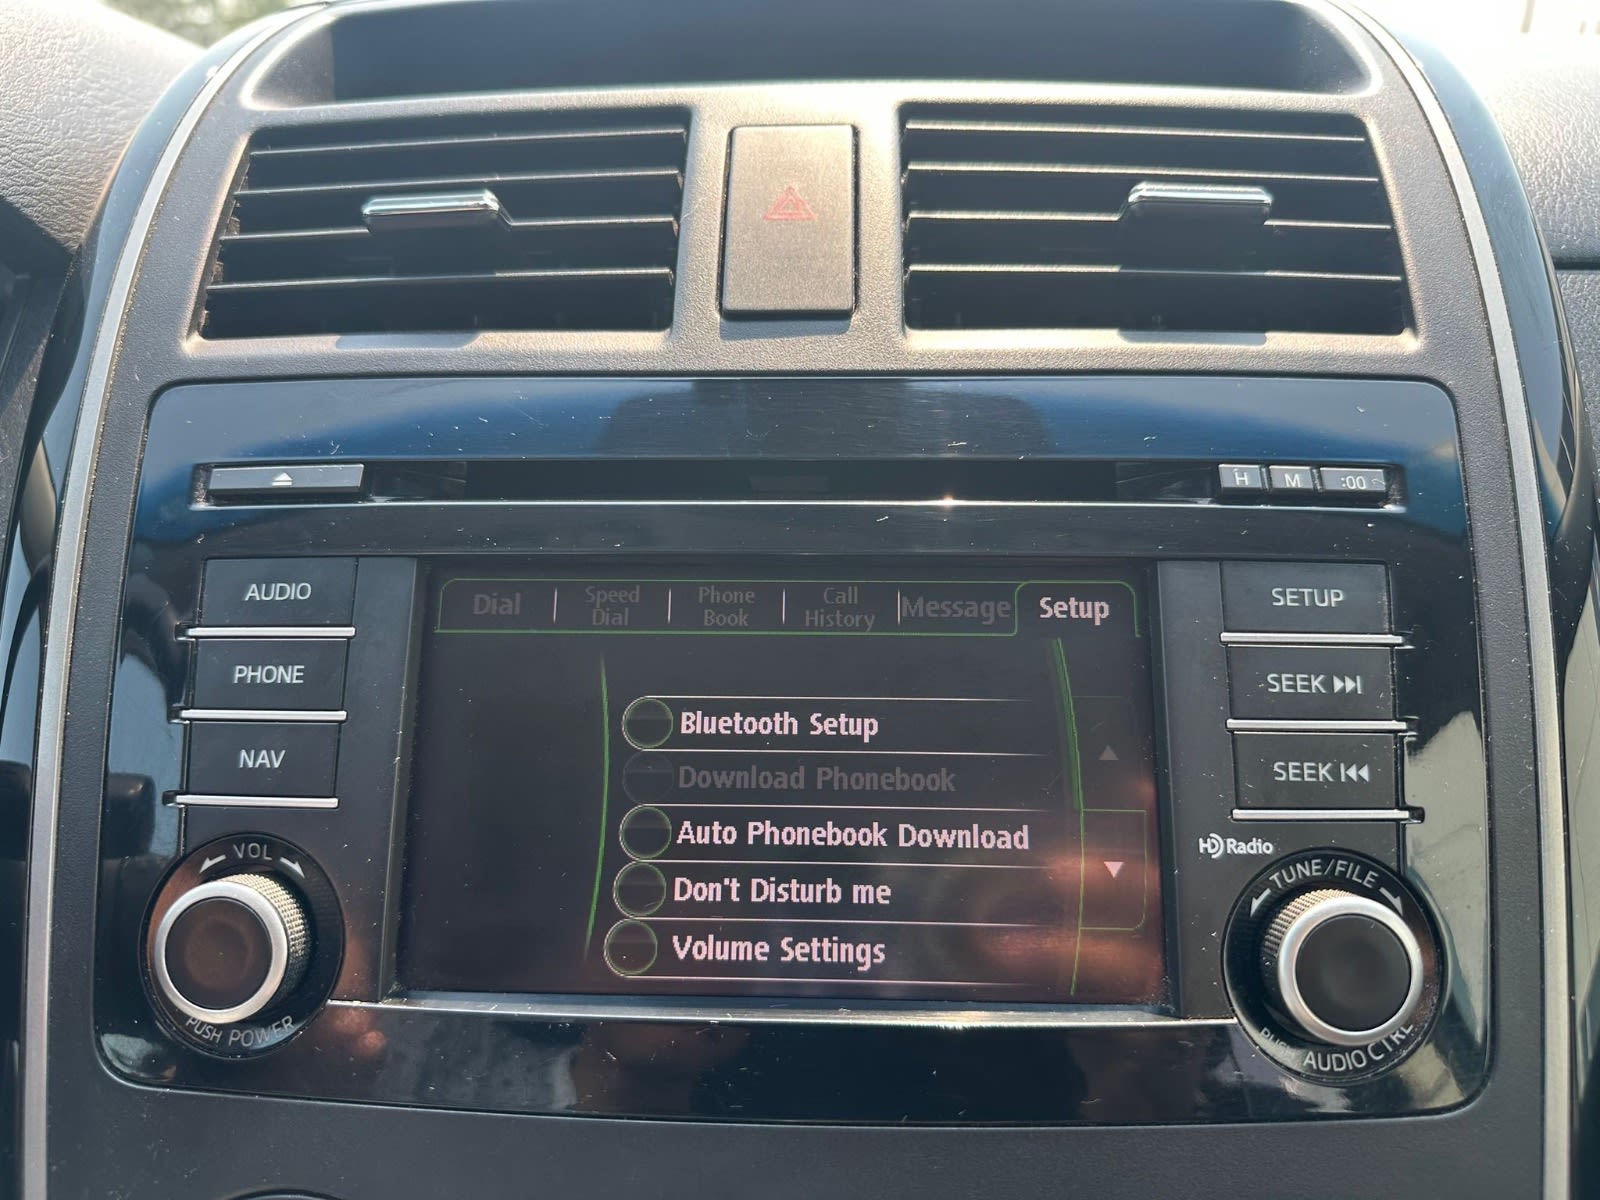 H M :00
AUDIO
PHONE
NAV
VOL
PUSH POWER
Dial
Speed
Dial
Phone
Book
Call
History
Message
Setup
Bluetooth Setup
Download Phonebook
Auto Phonebook Download
Don't Disturb me
Volume Settings
SETUP
SEEK
SEEK
HD Radio
TUNE/FILE
PUSH AUDIO CTRL